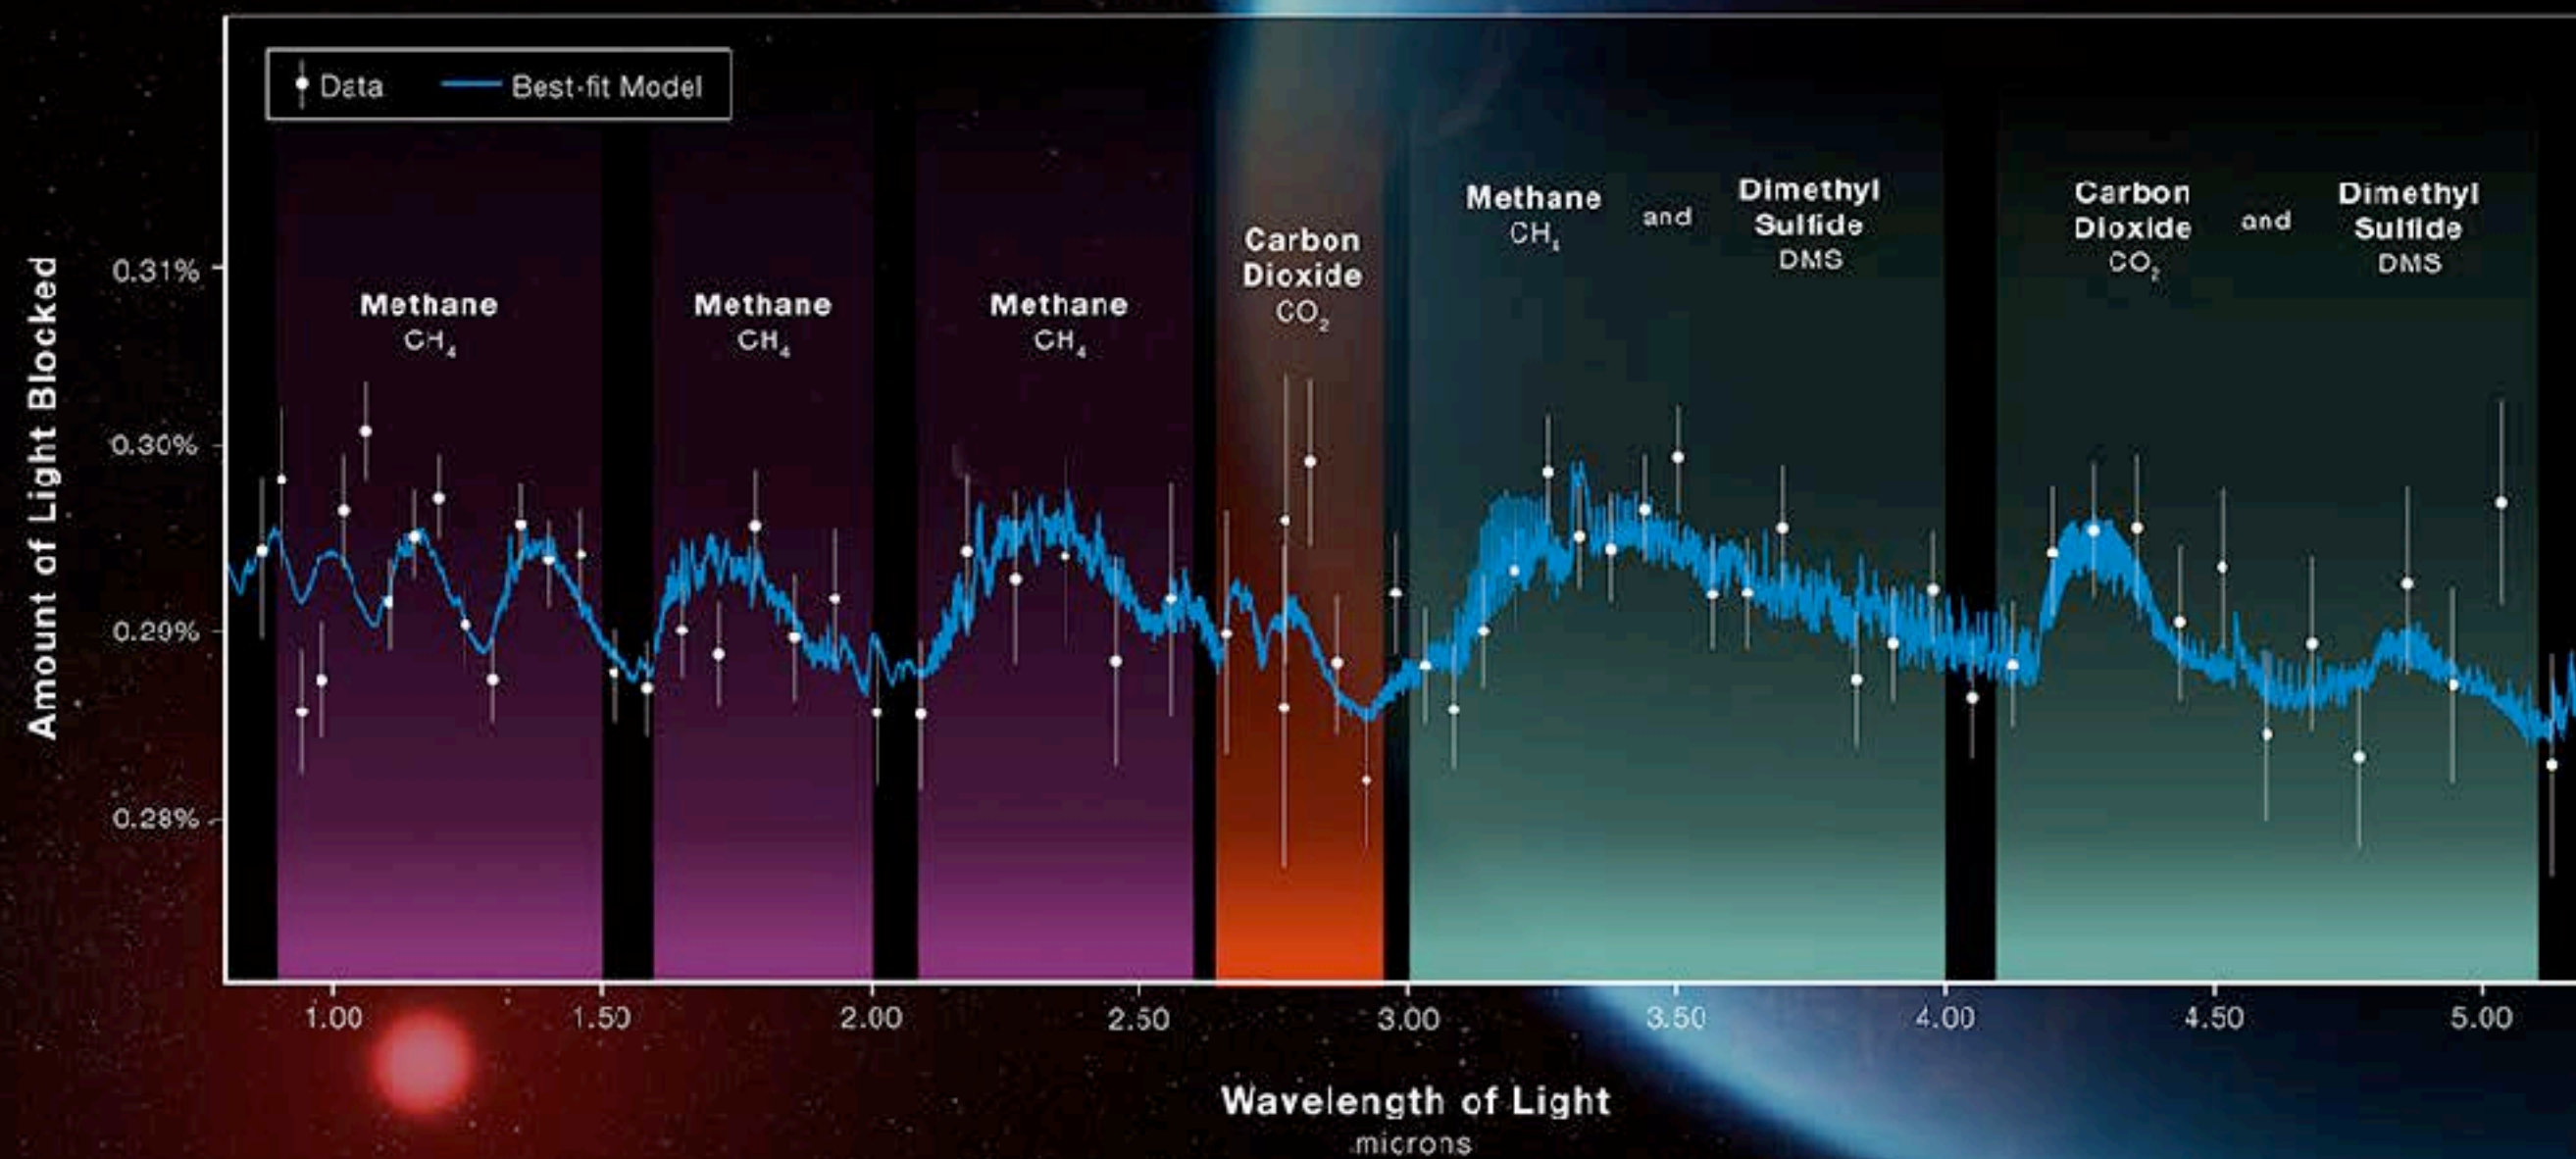 Data
Best-fit Model
Amount of Light Blocked
0.31%
0.30%
0.29%
0.28%
Methane
CH₄
Methane
CH₄
Methane
CH₄
Carbon
Dioxide
CO₂
Methane
CH₄
and
Dimethyl
Sulfide
DMS
Carbon
Dioxide
CO₂
and
Dimethyl
Sulfide
DMS
1.00
1.50
2.00
2.50
3.00
3.50
4.00
4.50
5.00
Wavelength of Light
microns